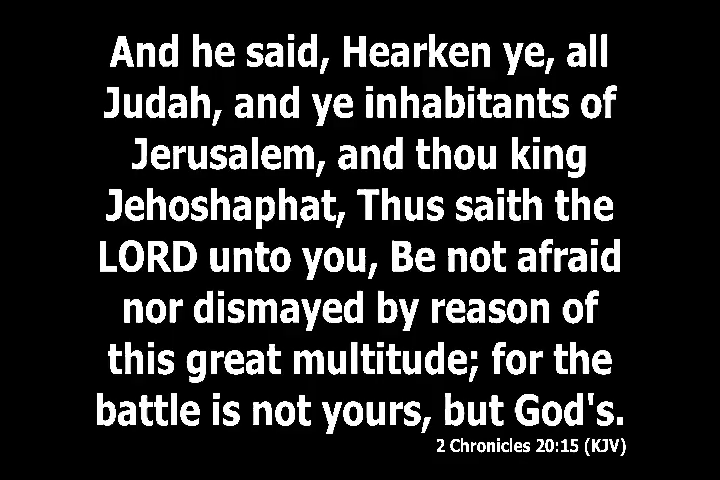 And he said, Hearken ye, all
Judah, and ye inhabitants of
Jerusalem, and thou king
Jehoshaphat, Thus saith the
LORD unto you, Be not afraid
nor dismayed by reason of
this great multitude; for the
battle is not yours, but God's.
2 Chronicles 20:15 (KJV)